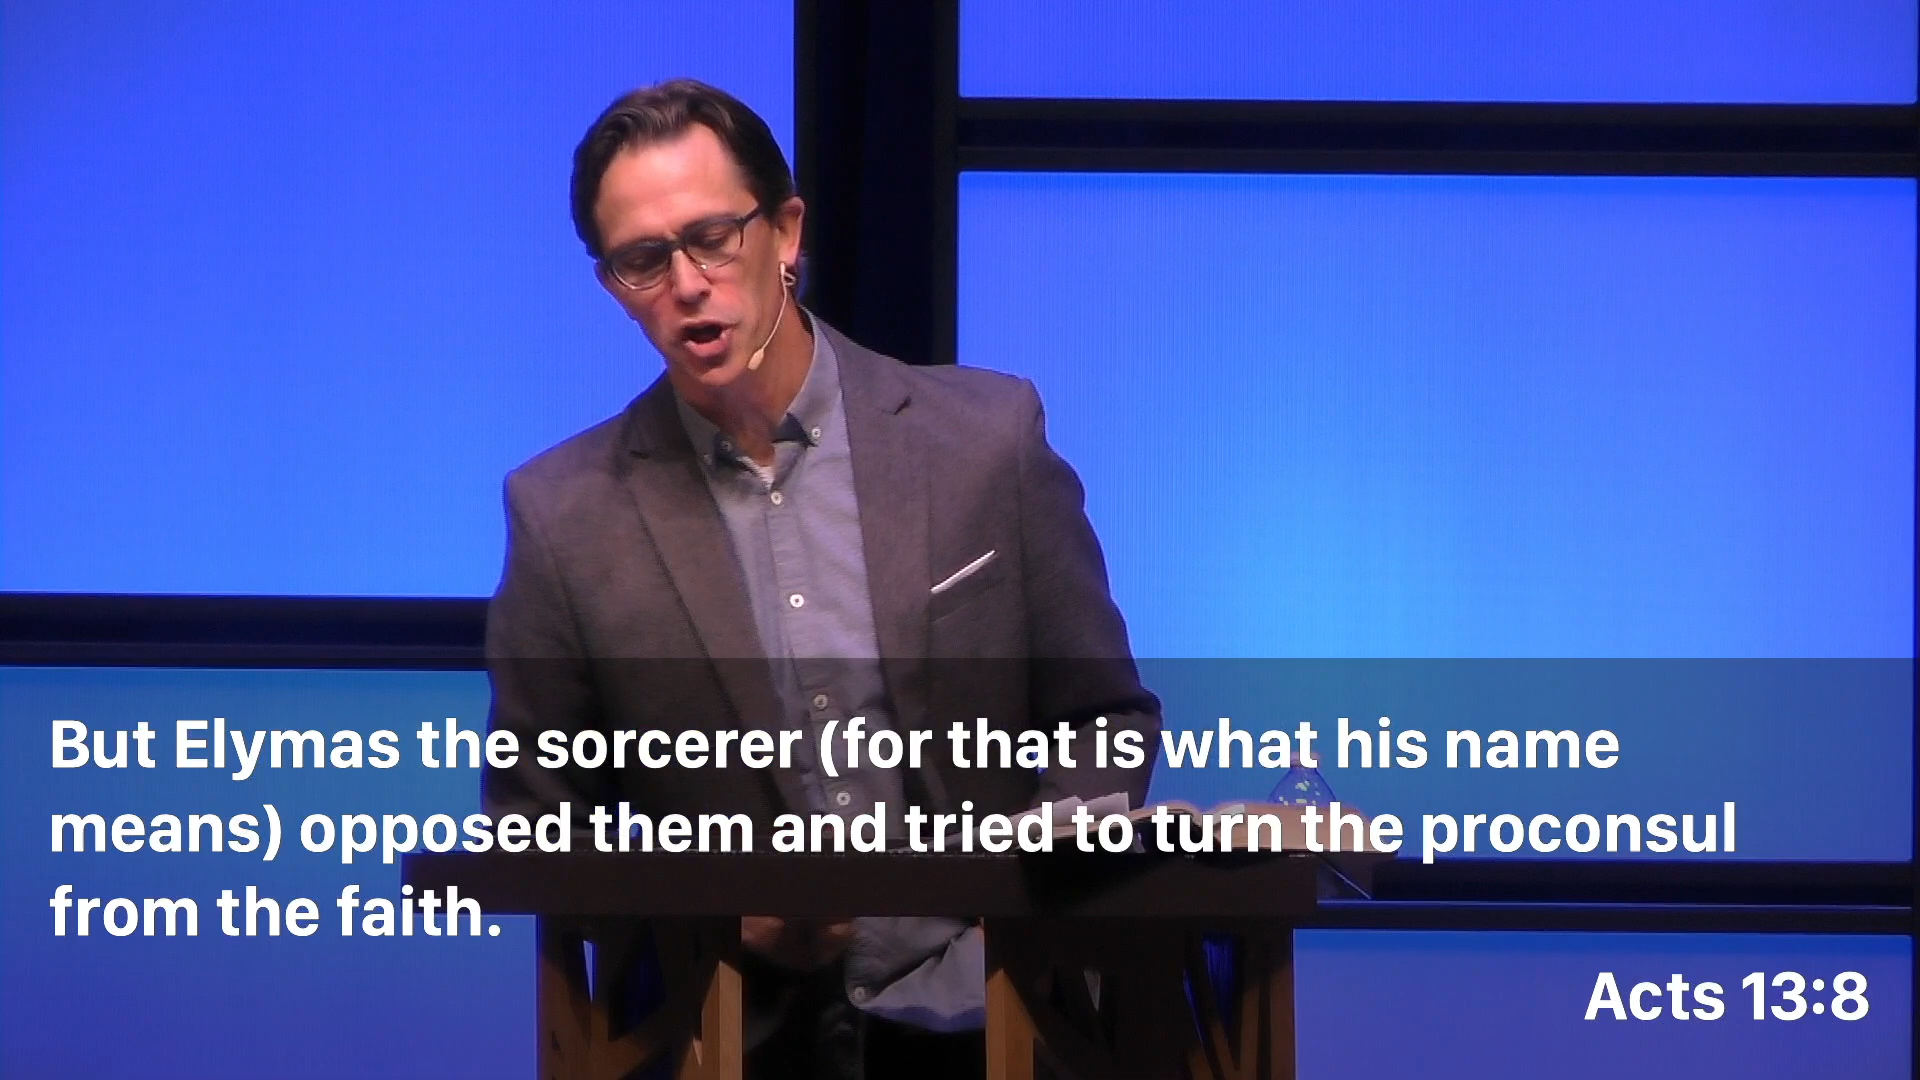 But Elymas the sorcerer (for that is what his name
means) opposed them and tried to turn the proconsul
from the faith.
Acts 13:8